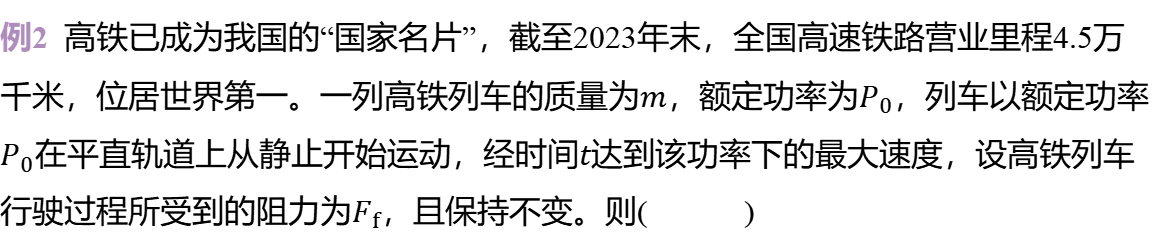 例2 高铁已成为我国的“国家名片”，截至2023年末，全国高速铁路营业里程4.5万
千米，位居世界第一。一列高铁列车的质量为m，额定功率为P₀，列车以额定功率
P₀在平直轨道上从静止开始运动，经时间t达到该功率下的最大速度，设高铁列车
行驶过程所受到的阻力为F_f，且保持不变。则(　　)